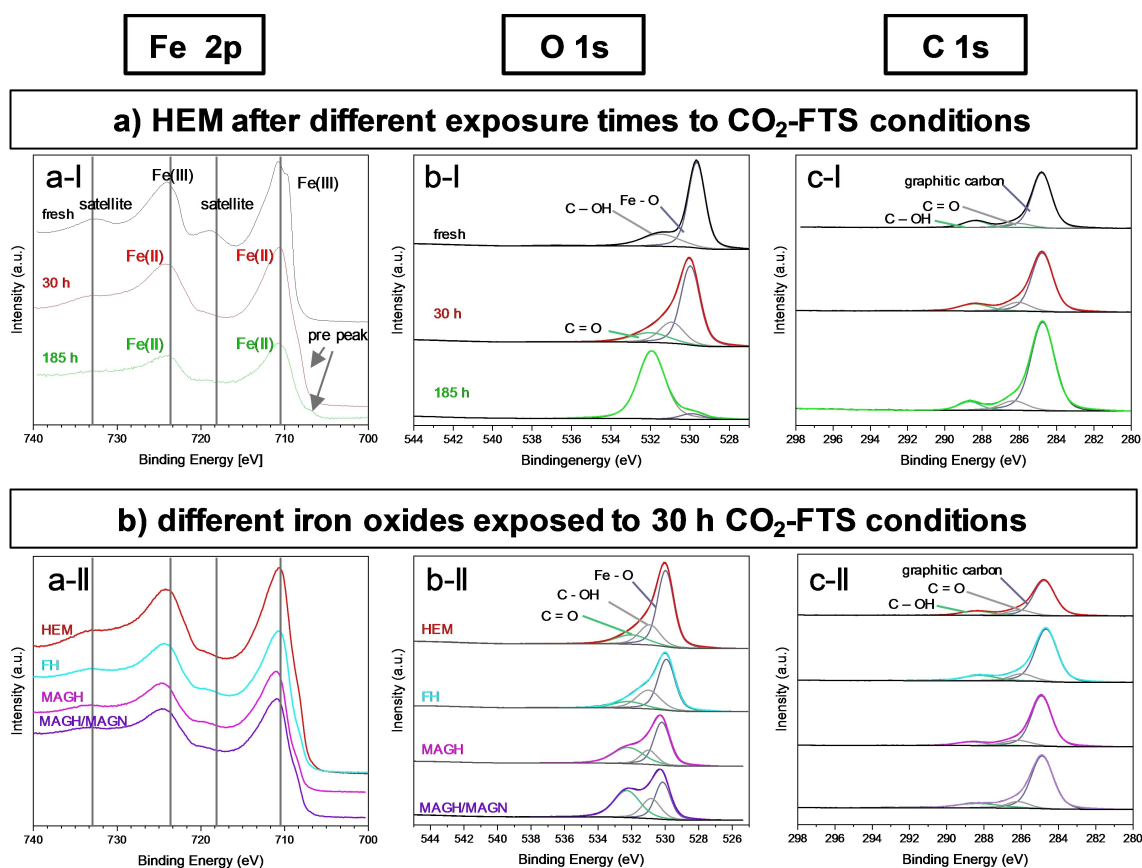 Fe 2p
O 1s
C 1s
a) HEM after different exposure times to CO₂-FTS conditions
a-I
Fe(III)
Fe(III)
satellite
satellite
fresh
Fe(II)
Fe(II)
30 h
Fe(II)
Fe(II)
pre peak
185 h
Intensity (a.u.)
740 730 720 710 700
Binding Energy [eV]
b-I
Fe - O
C – OH
fresh
30 h
C = O
185 h
Intensity (a.u.)
544 542 540 538 536 534 532 530 528
Bindingenergy (eV)
c-I
graphitic carbon
C = O
C – OH
Intensity (a.u.)
298 296 294 292 290 288 286 284 282 280
Binding Energy (eV)
b) different iron oxides exposed to 30 h CO₂-FTS conditions
a-II
HEM
FH
MAGH
MAGH/MAGN
Intensity (a.u.)
740 730 720 710 700
Binding Energy (eV)
b-II
Fe - O
C - OH
C = O
HEM
FH
MAGH
MAGH/MAGN
Inensity (a.u.)
544 542 540 538 536 534 532 530 528 526
Binding Energy (eV)
c-II
graphitic carbon
C = O
C – OH
Intensity (a.u.)
298 296 294 292 290 288 286 284 282 280
Binding Energy (eV)